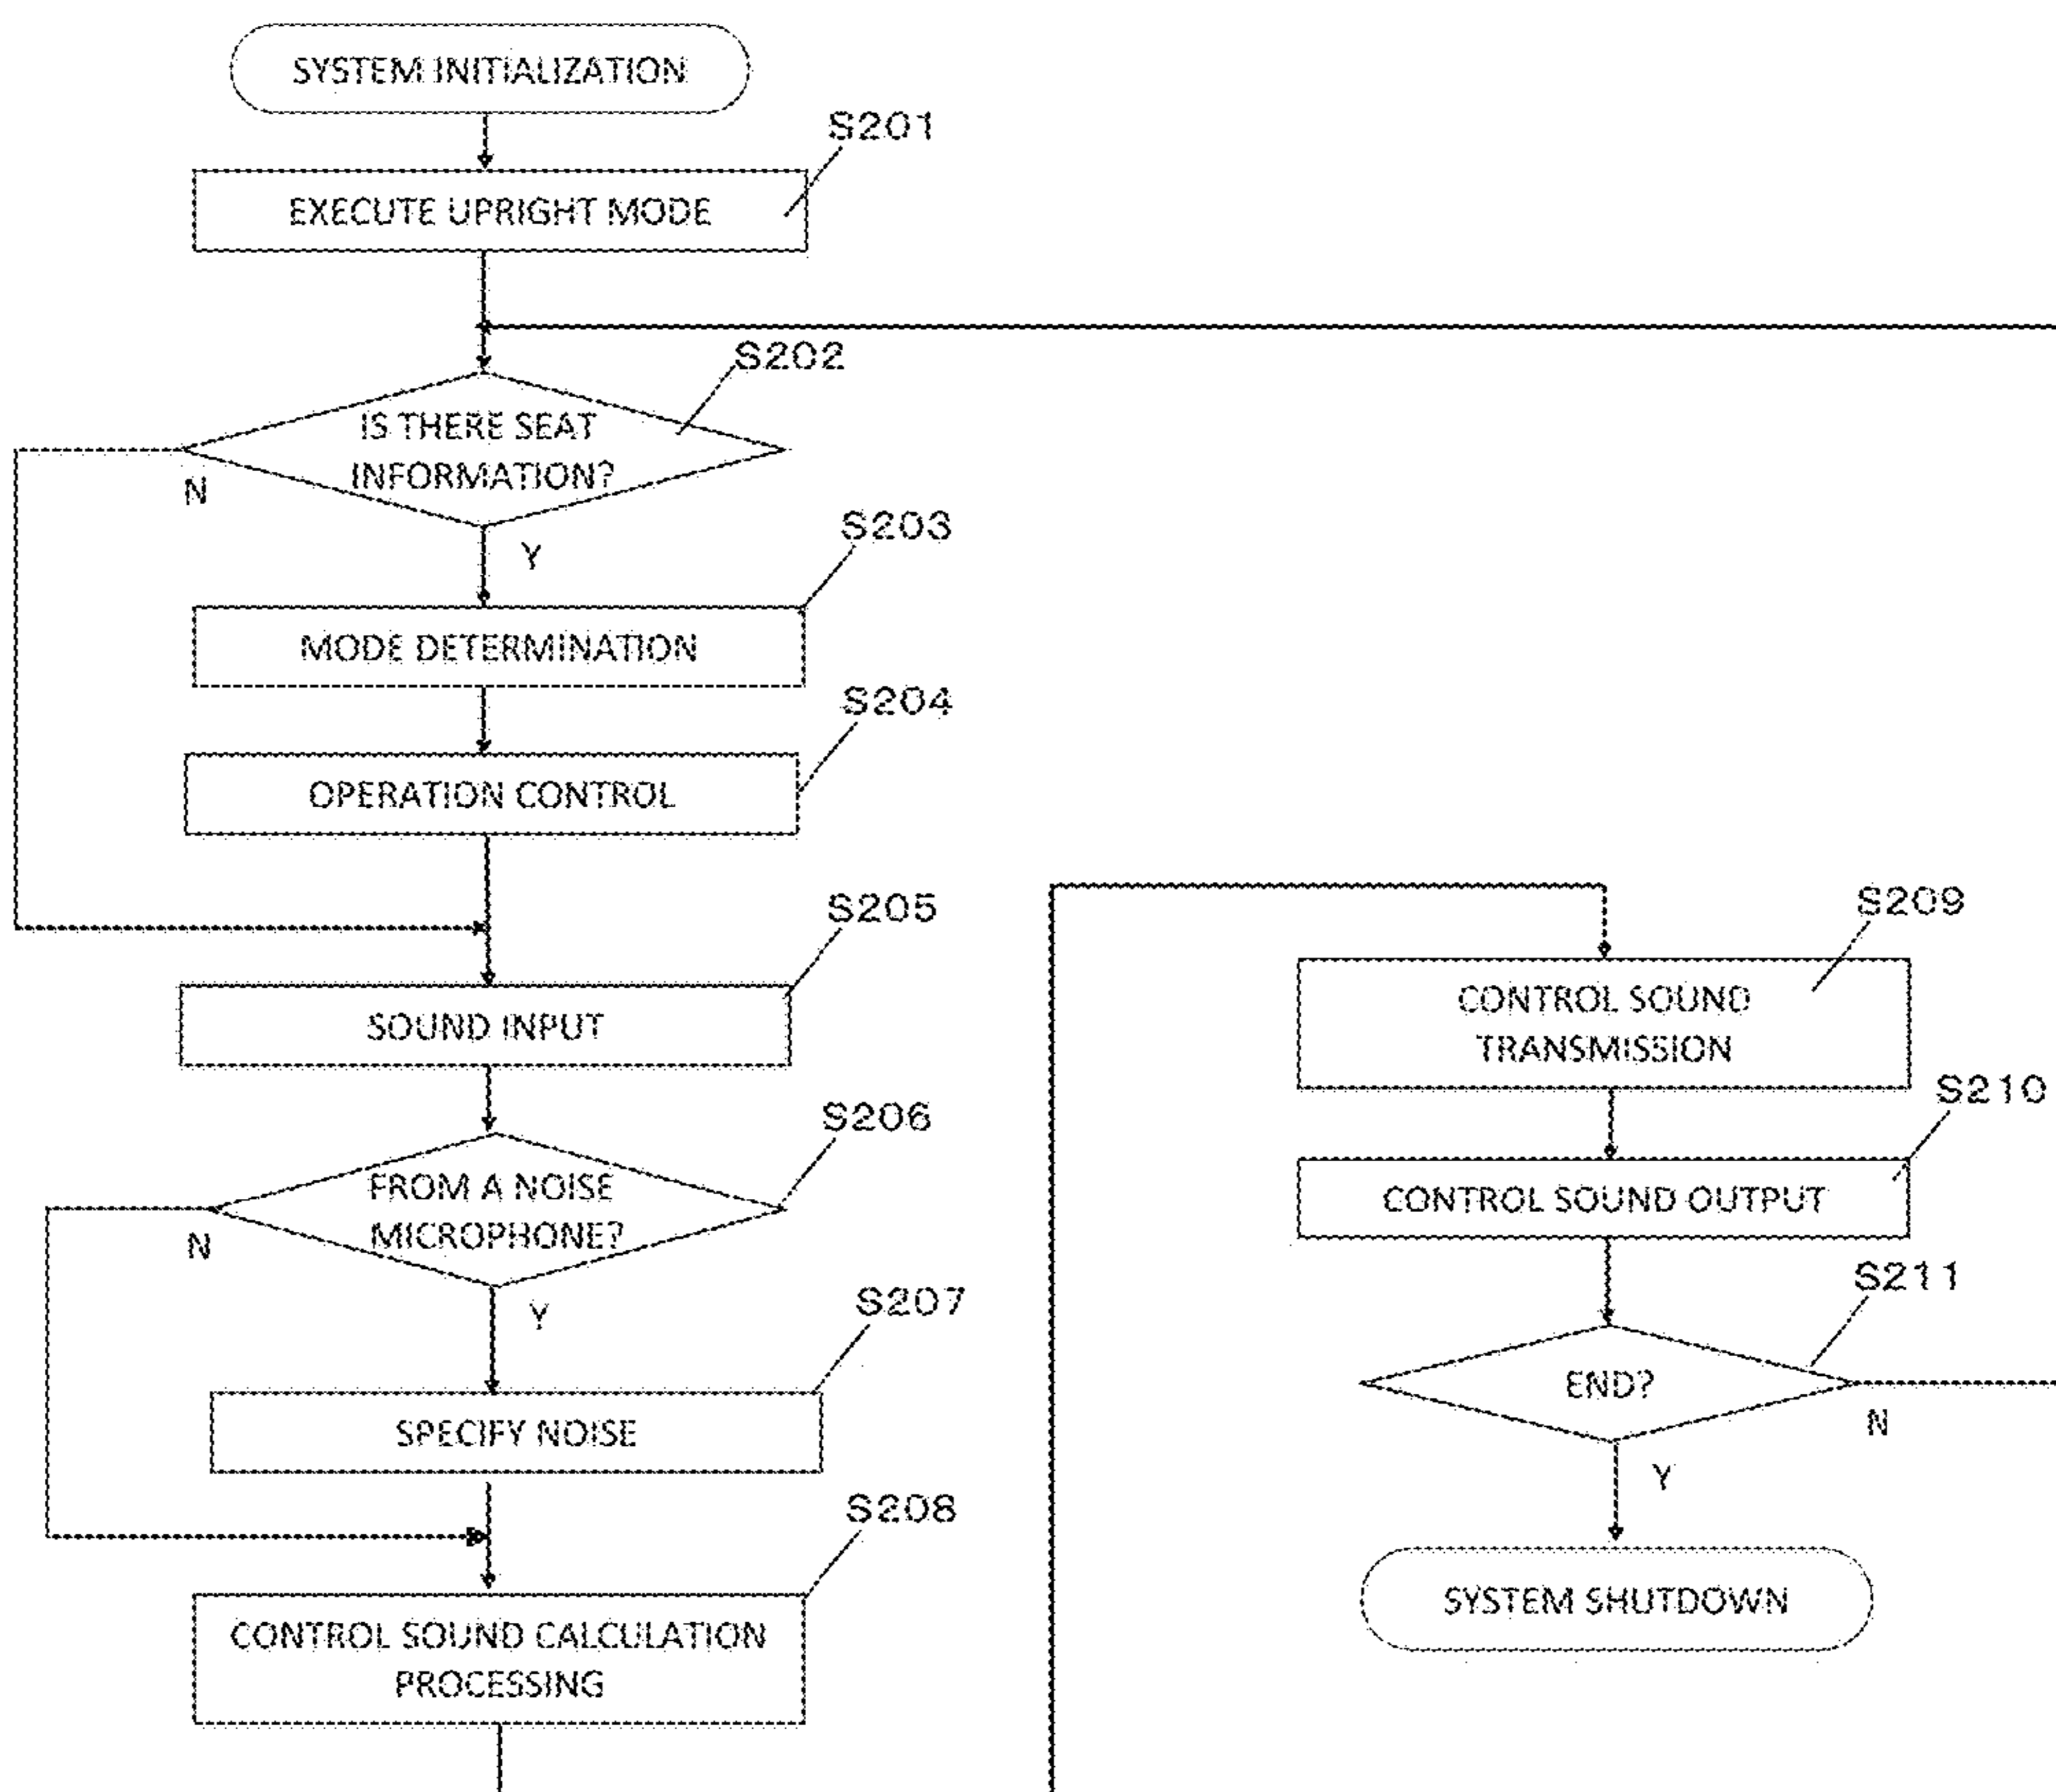 SYSTEM INITIALIZATION
S201
EXECUTE UPRIGHT MODE
S202
IS THERE SEAT
INFORMATION?
N
Y
S203
MODE DETERMINATION
S204
OPERATION CONTROL
S205
SOUND INPUT
S206
FROM A NOISE
MICROPHONE?
N
Y
S207
SPECIFY NOISE
S208
CONTROL SOUND CALCULATION
PROCESSING
S209
CONTROL SOUND
TRANSMISSION
S210
CONTROL SOUND OUTPUT
S211
END?
N
Y
SYSTEM SHUTDOWN